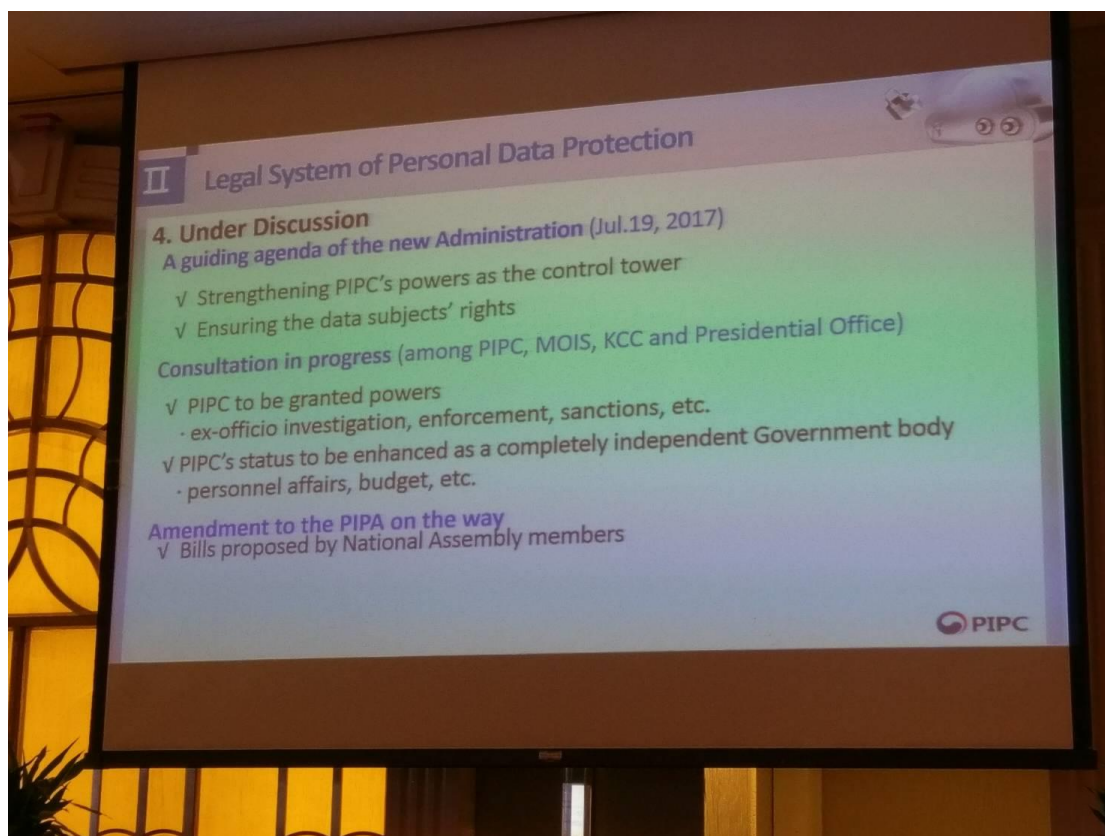 II Legal System of Personal Data Protection
4. Under Discussion
A guiding agenda of the new Administration (Jul.19, 2017)
√ Strengthening PIPC’s powers as the control tower
√ Ensuring the data subjects’ rights
Consultation in progress (among PIPC, MOIS, KCC and Presidential Office)
√ PIPC to be granted powers
· ex-officio investigation, enforcement, sanctions, etc.
√ PIPC’s status to be enhanced as a completely independent Government body
· personnel affairs, budget, etc.
Amendment to the PIPA on the way
√ Bills proposed by National Assembly members
PIPC